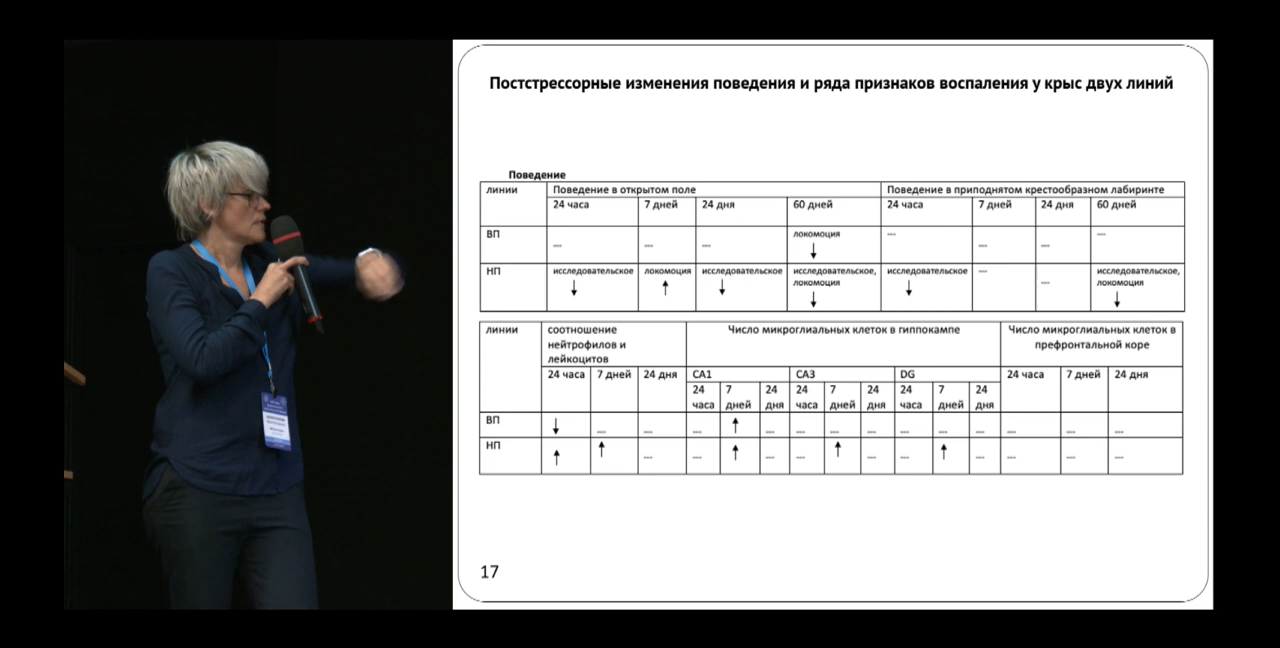 Постстрессорные изменения поведения и ряда признаков воспаления у крыс двух линий
Поведение
линии Поведение в открытом поле Поведение в приподнятом крестообразном лабиринте
24 часа 7 дней 24 дня 60 дней 24 часа 7 дней 24 дня 60 дней
ВП --- --- --- локомоция ↓ --- --- --- ---
НП исследовательское ↓ локомоция ↑ исследовательское ↓ исследовательское, локомоция ↓ исследовательское ↓ --- --- исследовательское, локомоция ↓
линии соотношение Число микроглиальных клеток в гиппокампе Число микроглиальных клеток в
нейтрофилов и префронтальной коре
лейкоцитов
24 часа 7 дней 24 дня CA1 CA3 DG 24 часа 7 дней 24 дня
24 7 24 24 7 24 24 7 24
часа дней дня часа дней дня часа дней дня
ВП ↓ --- --- --- ↑ --- --- --- --- --- --- --- --- --- ---
НП ↑ ↑ --- --- ↑ --- --- ↑ --- --- ↑ --- --- --- ---
17